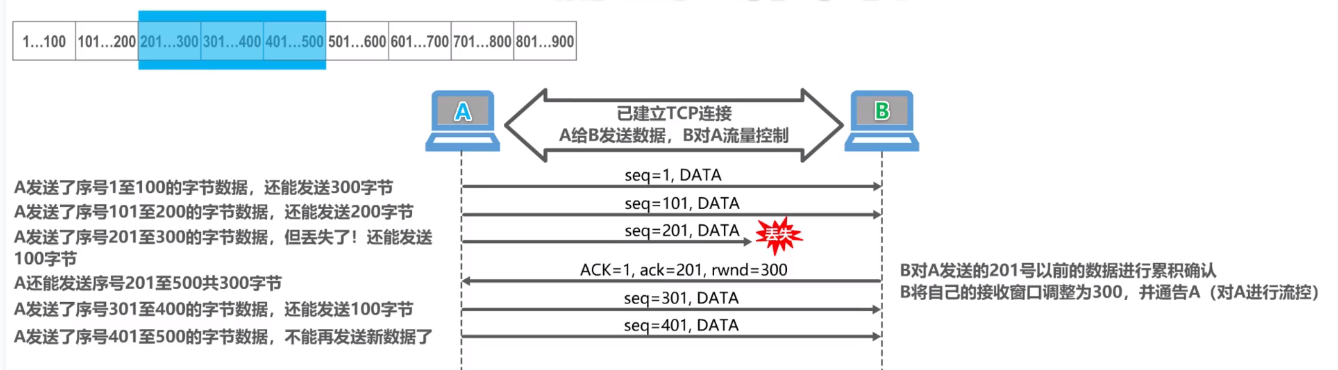 1...100 101...200 201...300 301...400 401...500 501...600 601...700 701...800 801...900
A
已建立TCP连接
A给B发送数据，B对A流量控制
B
A发送了序号1至100的字节数据，还能发送300字节
seq=1, DATA
A发送了序号101至200的字节数据，还能发送200字节
seq=101, DATA
A发送了序号201至300的字节数据，但丢失了！还能发送
100字节
seq=201, DATA
丢失
A还能发送序号201至500共300字节
ACK=1, ack=201, rwnd=300
B对A发送的201号以前的数据进行累积确认
B将自己的接收窗口调整为300，并通告A（对A进行流控）
A发送了序号301至400的字节数据，还能发送100字节
seq=301, DATA
A发送了序号401至500的字节数据，不能再发送新数据了
seq=401, DATA